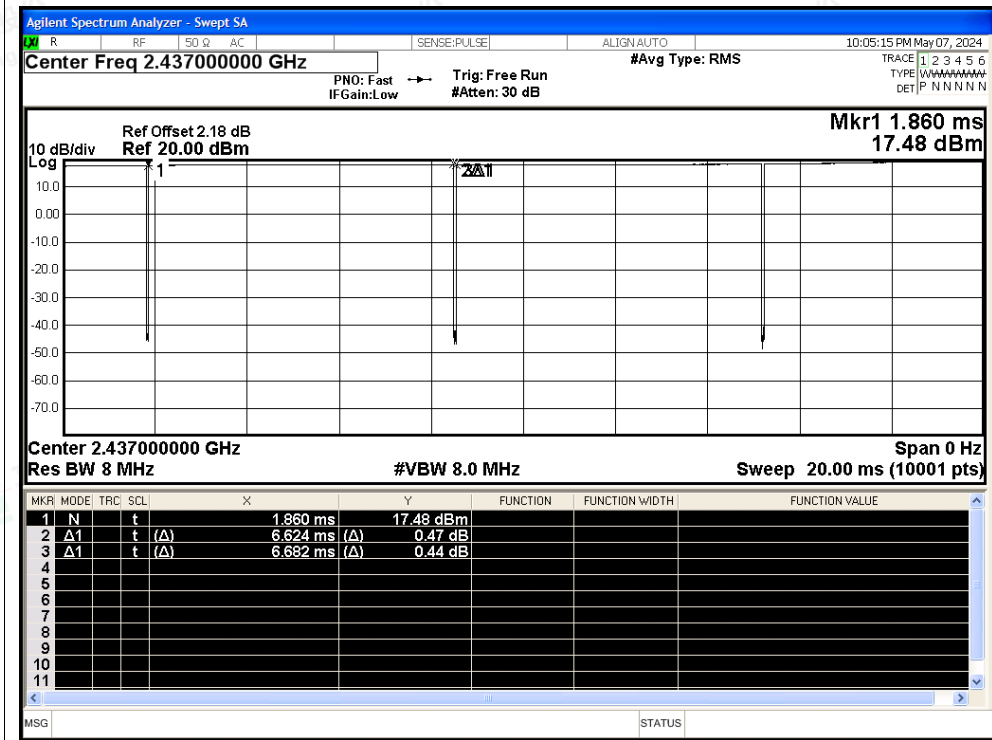 Agilent Spectrum Analyzer - Swept SA
LXI R RF 50 Ω AC SENSE:PULSE ALIGN AUTO 10:05:15 PM May 07, 2024
Center Freq 2.437000000 GHz #Avg Type: RMS TRACE 1 2 3 4 5 6
PNO: Fast Trig: Free Run TYPE W
IFGain:Low #Atten: 30 dB DET P N N N N N
Mkr1 1.860 ms
Ref Offset 2.18 dB
10 dB/div Ref 20.00 dBm 17.48 dBm
Log
1
10.0
0.00
-10.0
-20.0
-30.0
-40.0
-50.0
-60.0
-70.0
Center 2.437000000 GHz Span 0 Hz
Res BW 8 MHz #VBW 8.0 MHz Sweep 20.00 ms (10001 pts)
MKR MODE TRC SCL X Y FUNCTION FUNCTION WIDTH FUNCTION VALUE
1 N t 1.860 ms 17.48 dBm
2 Δ1 t (Δ) 6.624 ms (Δ) 0.47 dB
3 Δ1 t (Δ) 6.682 ms (Δ) 0.44 dB
4
5
6
7
8
9
10
11
MSG STATUS